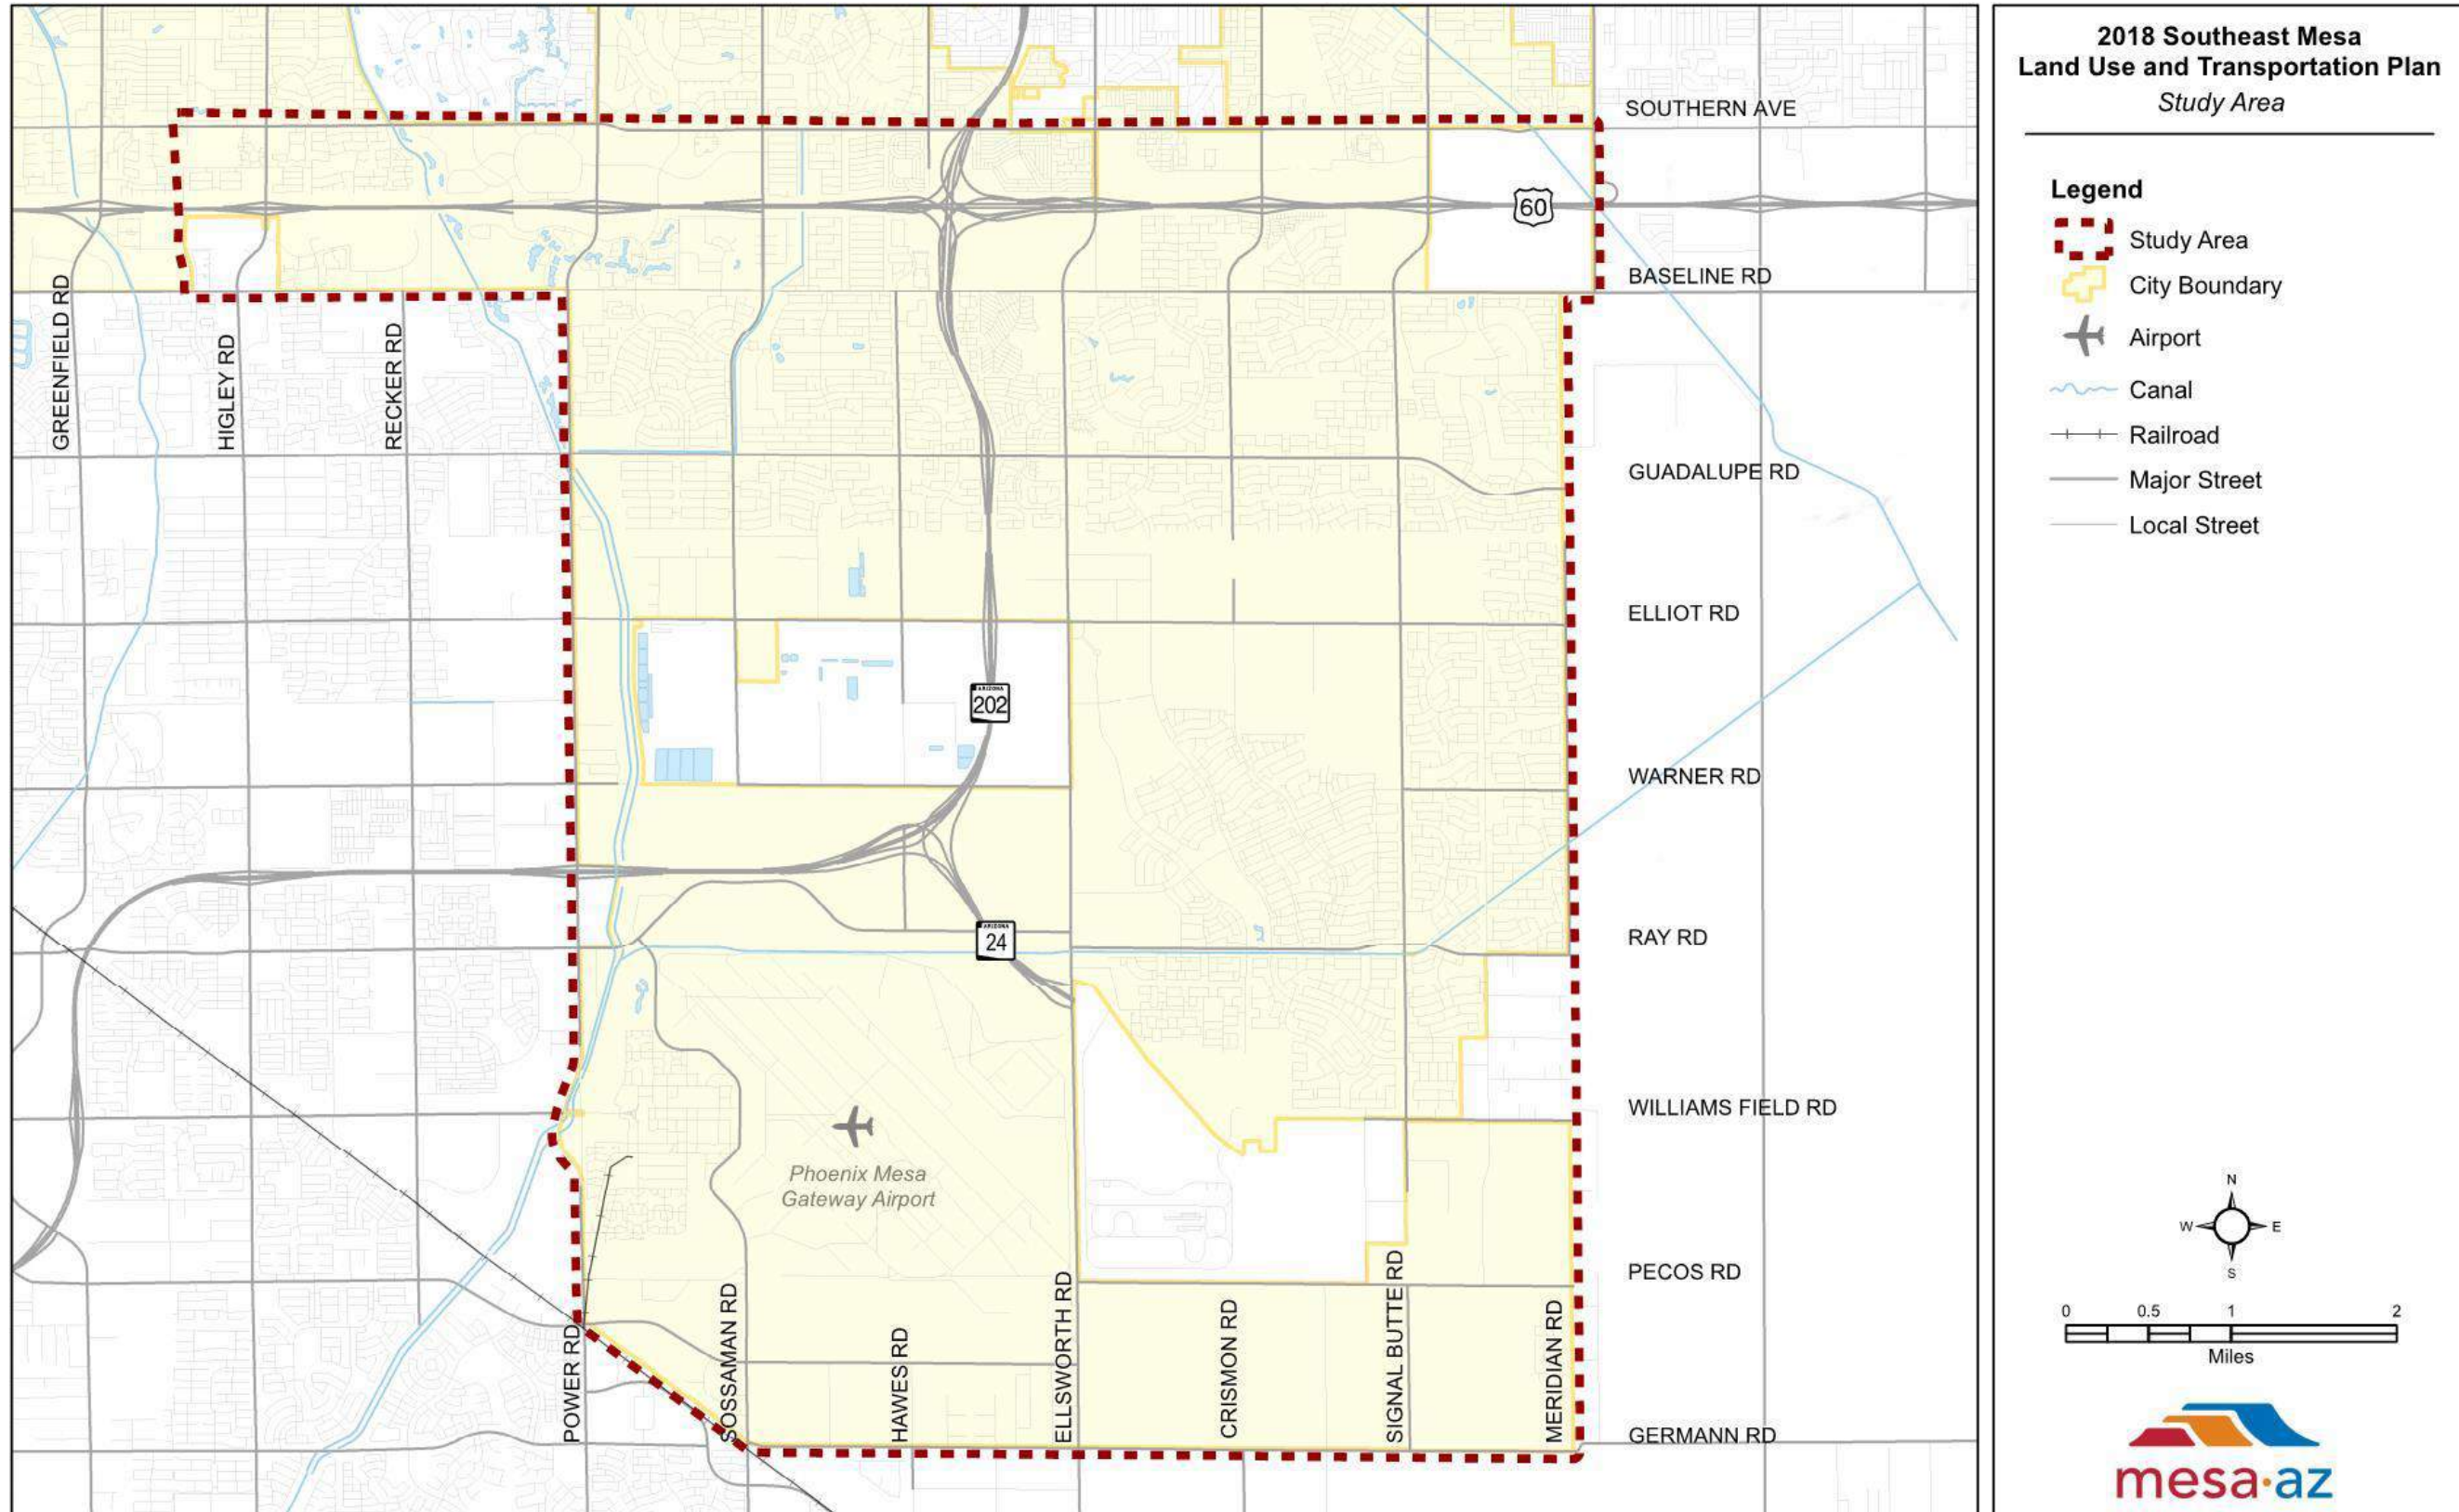 2018 Southeast Mesa
Land Use and Transportation Plan
Study Area
Legend
Study Area
City Boundary
Airport
Canal
Railroad
Major Street
Local Street
SOUTHERN AVE
60
BASELINE RD
GREENFIELD RD
HIGLEY RD
RECKER RD
GUADALUPE RD
ELLIOT RD
ARIZONA
202
WARNER RD
ARIZONA
24
RAY RD
WILLIAMS FIELD RD
Phoenix Mesa
Gateway Airport
PECOS RD
POWER RD
SOSSAMAN RD
HAWES RD
ELLSWORTH RD
CRISMON RD
SIGNAL BUTTE RD
MERIDIAN RD
GERMANN RD
N
W E
S
0 0.5 1 2
Miles
mesa·az